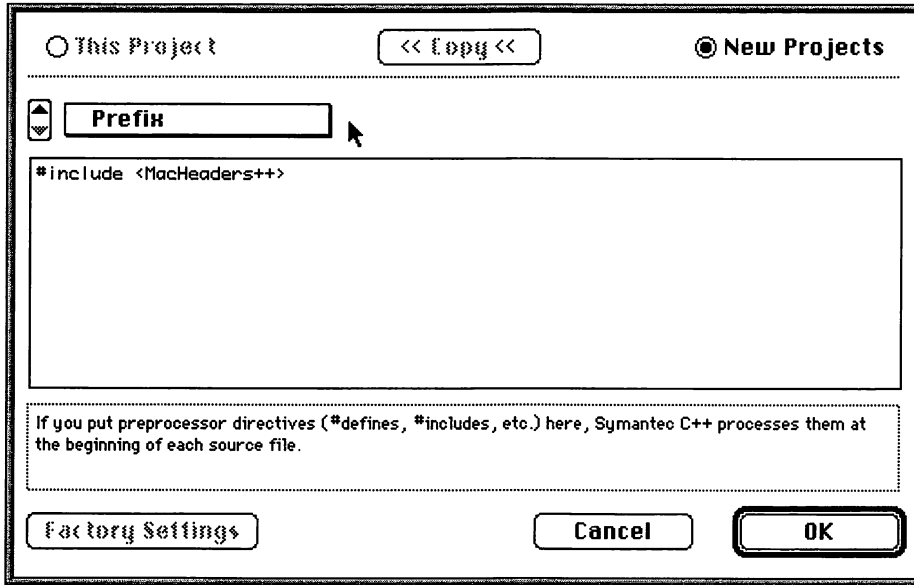 This Project << Copy << New Projects
Prefix
#include <MacHeaders++>
If you put preprocessor directives (#defines, #includes, etc.) here, Symantec C++ processes them at
the beginning of each source file.
Factory Settings Cancel OK